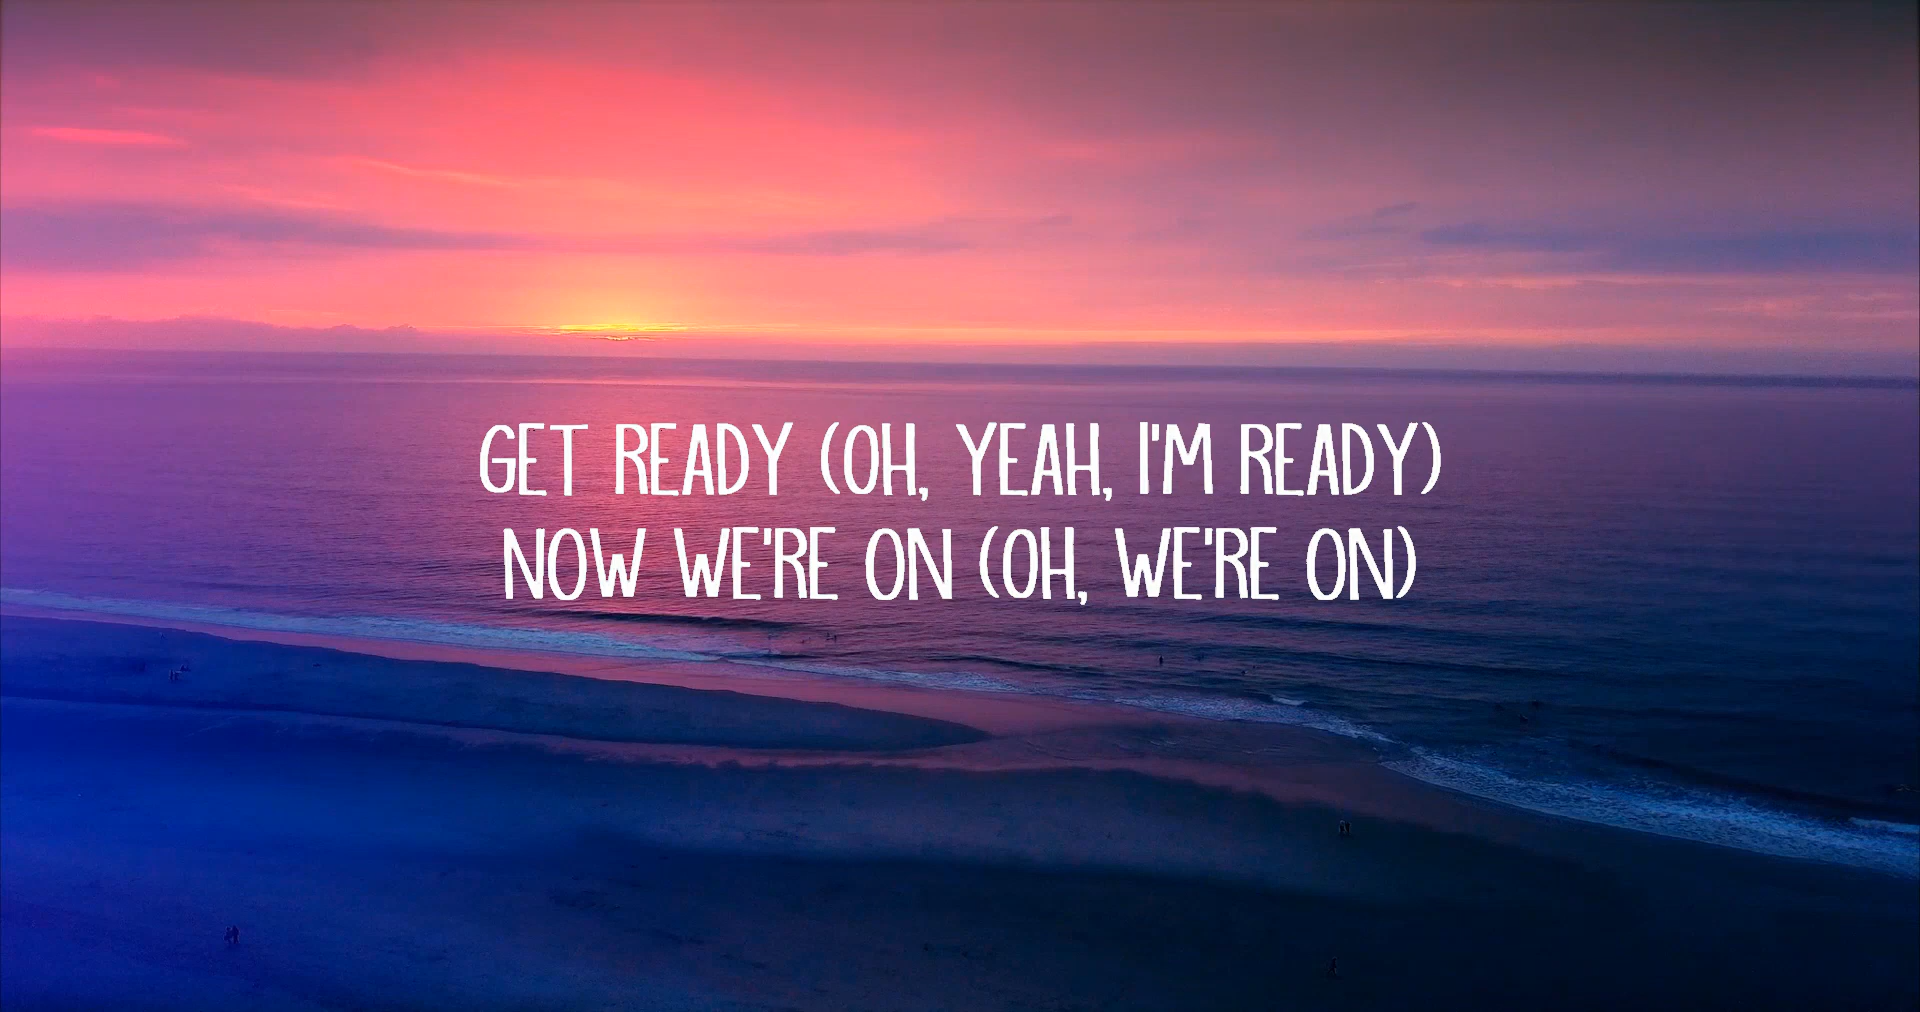 GET READY (OH, YEAH, I'M READY)
NOW WE'RE ON (OH, WE'RE ON)